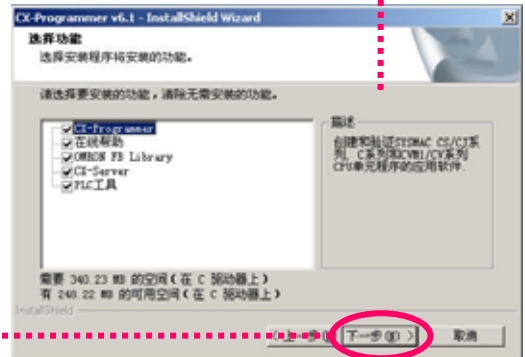 CX-Programmer v6.1 - InstallShield Wizard
选择功能
选择安装程序将安装的功能。
请选择要安装的功能，清除无需安装的功能。
CX-Programmer
在线帮助
OMRON FB Library
CX-Server
PLC工具
描述
创建和验证SYSMAC CS/CJ系
列, C系列和CVM1/CV系列
CPU单元程序的应用软件.
需要 340.23 MB 的空间(在 C 驱动器上)
有 240.22 MB 的可用空间(在 C 驱动器上)
InstallShield
<上一步 下一步(N) > 取消